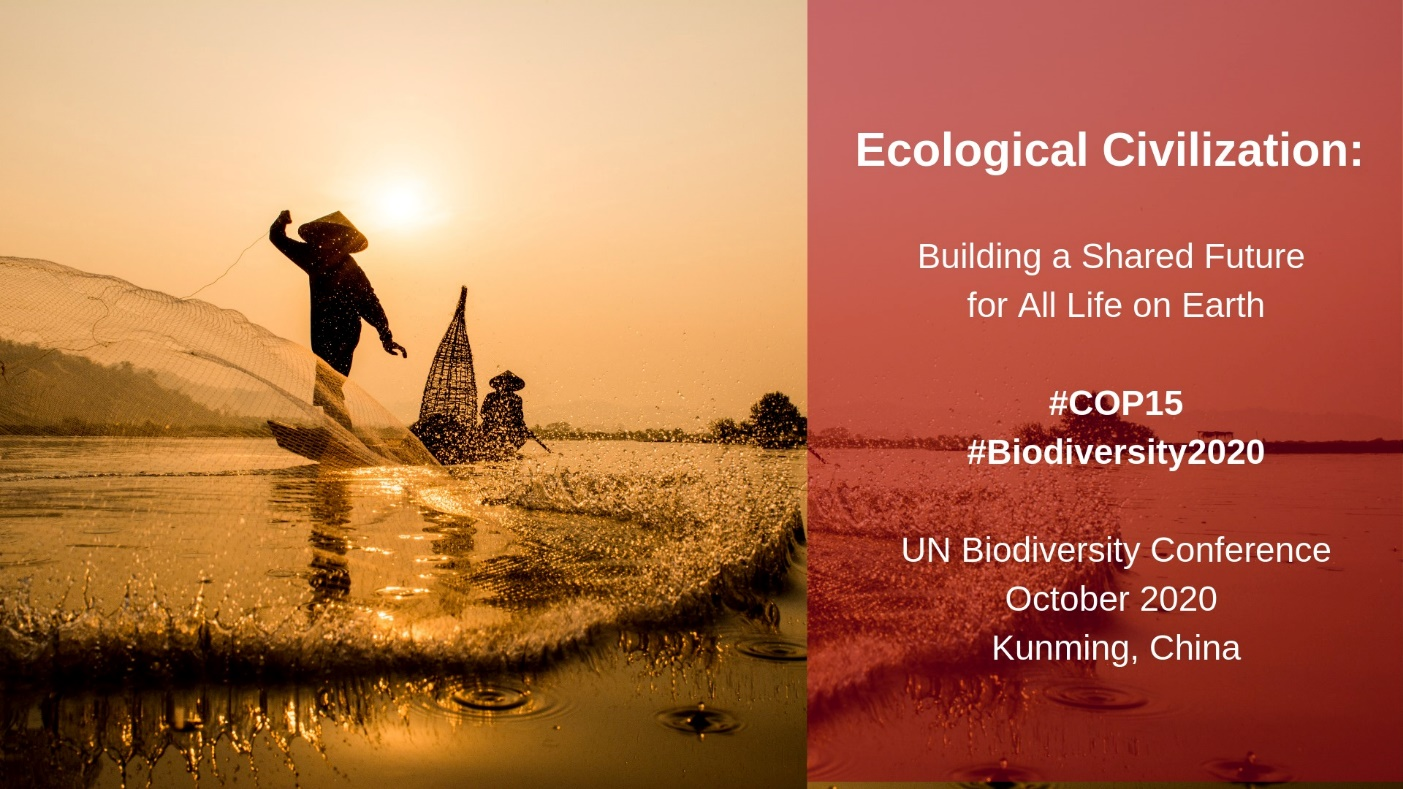 Ecological Civilization:
Building a Shared Future
for All Life on Earth
#COP15
#Biodiversity2020
UN Biodiversity Conference
October 2020
Kunming, China